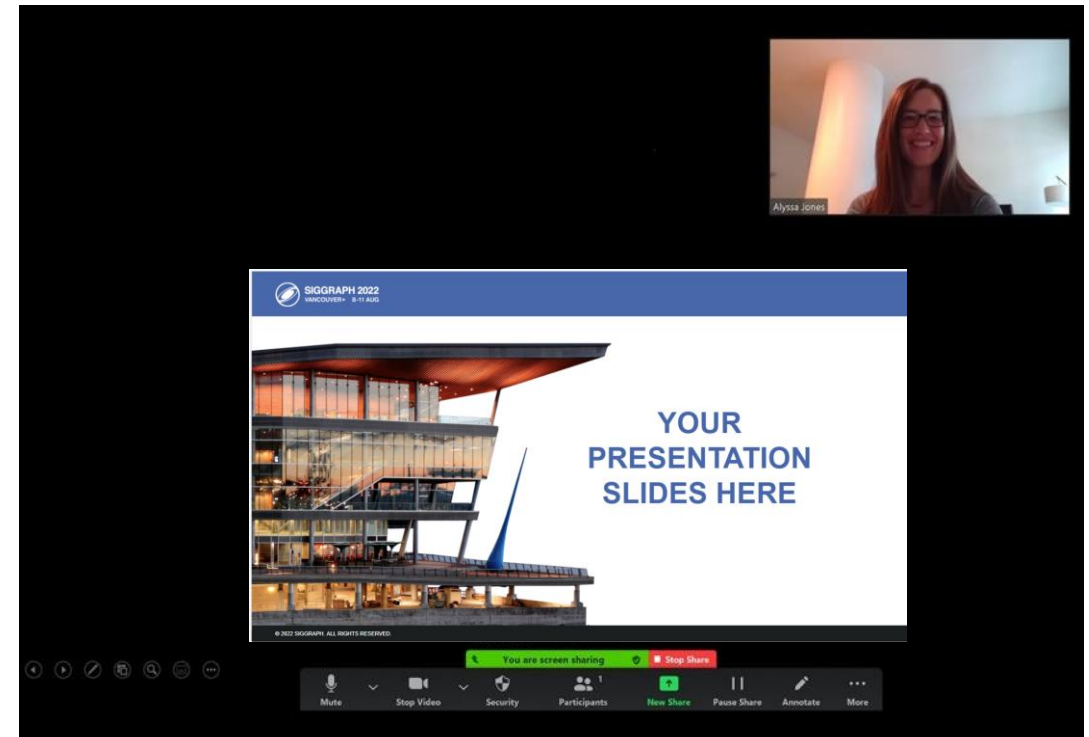 Alyssa Jones
SIGGRAPH 2022
VANCOUVER+ 8-11 AUG
YOUR
PRESENTATION
SLIDES HERE
© 2022 SIGGRAPH. ALL RIGHTS RESERVED.
You are screen sharing Stop Share
1
Mute Stop Video Security Participants New Share Pause Share Annotate More